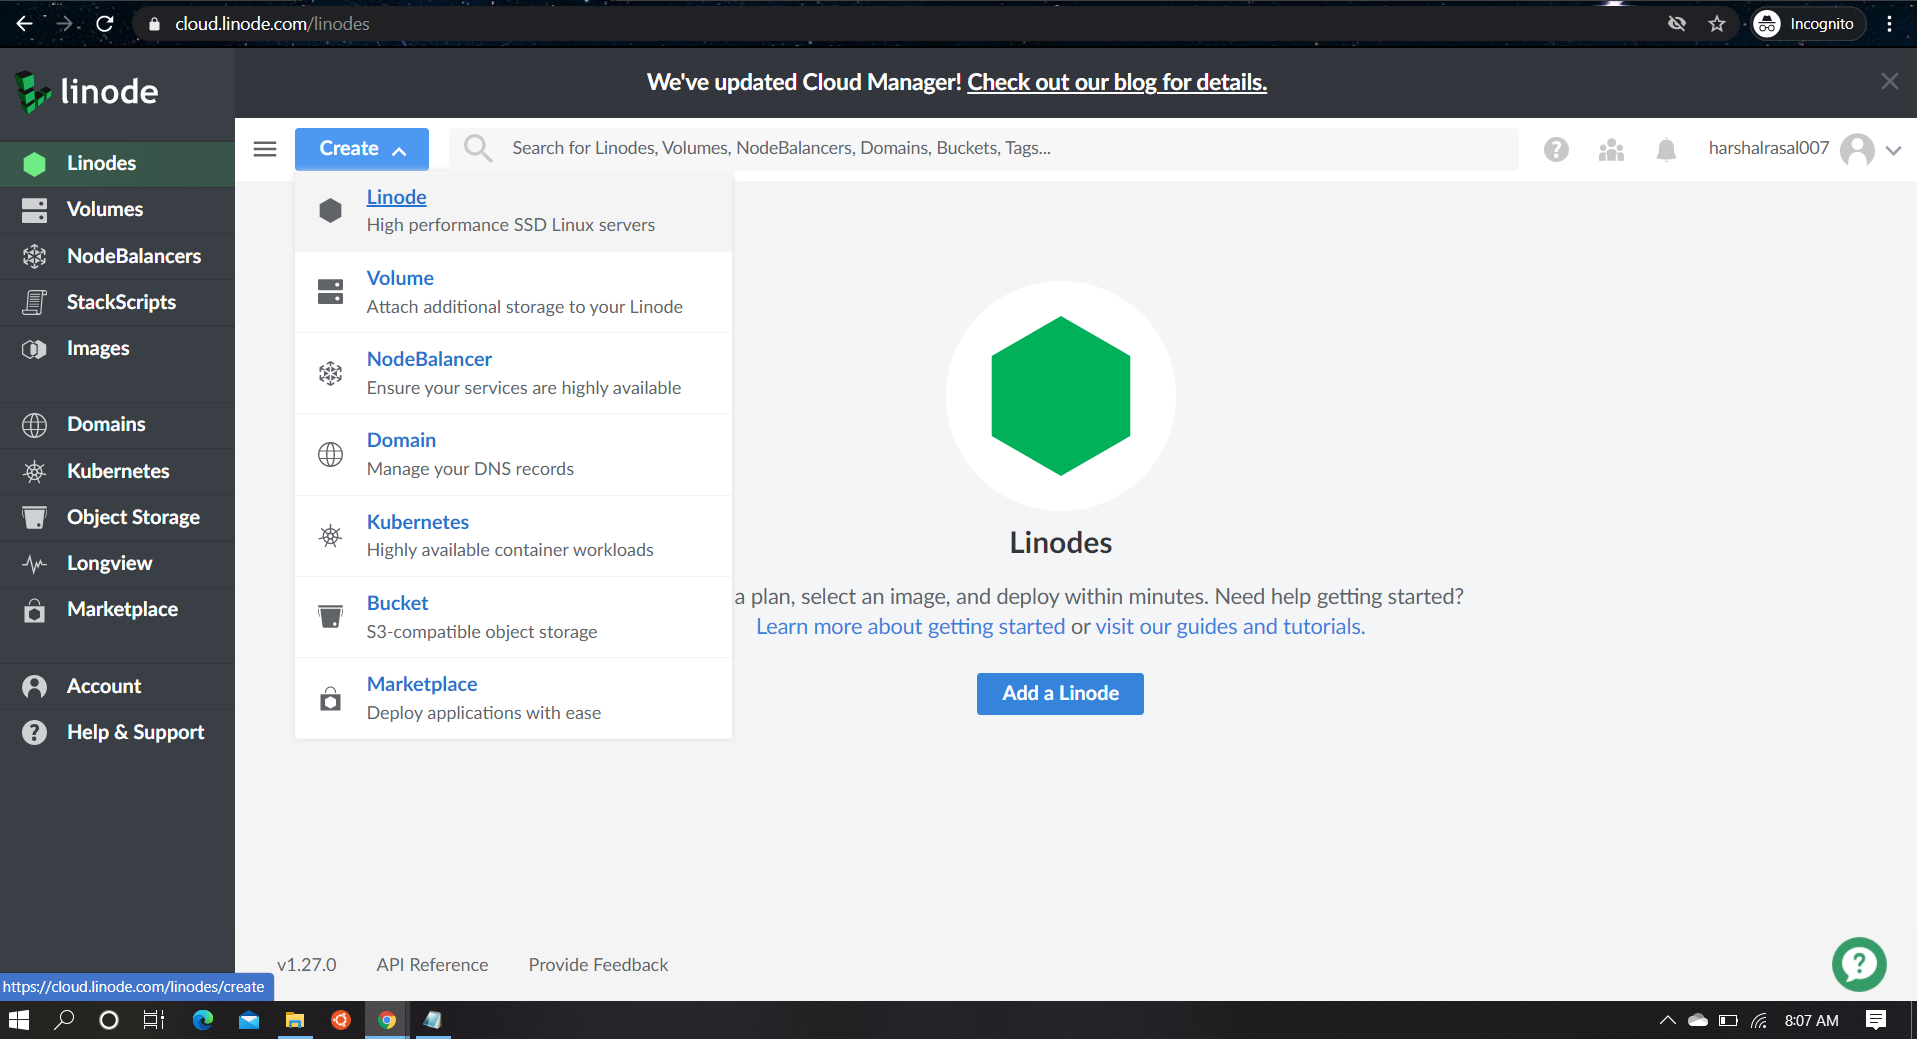 cloud.linode.com/linodes
Incognito
linode
We've updated Cloud Manager! Check out our blog for details.
Create
Search for Linodes, Volumes, NodeBalancers, Domains, Buckets, Tags...
harshalrasal007
Linodes
Volumes
NodeBalancers
StackScripts
Images
Domains
Kubernetes
Object Storage
Longview
Marketplace
Account
Help & Support
Linode
High performance SSD Linux servers
Volume
Attach additional storage to your Linode
NodeBalancer
Ensure your services are highly available
Domain
Manage your DNS records
Kubernetes
Highly available container workloads
Bucket
S3-compatible object storage
Marketplace
Deploy applications with ease
Linodes
a plan, select an image, and deploy within minutes. Need help getting started?
Learn more about getting started or visit our guides and tutorials.
Add a Linode
v1.27.0
API Reference
Provide Feedback
https://cloud.linode.com/linodes/create
8:07 AM